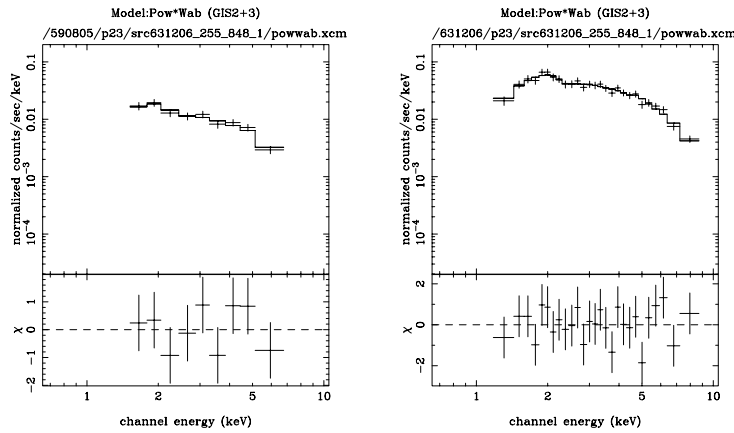 Model:Pow*Wab (GIS2+3)
/590805/p23/src631206_255_848_1/powwab.xcm
normalized counts/sec/keV
0.1
0.01
10−3
10−4
χ
1
0
−1
−2
1
2
5
10
channel energy (keV)
Model:Pow*Wab (GIS2+3)
/631206/p23/src631206_255_848_1/powwab.xcm
normalized counts/sec/keV
0.1
0.01
10−3
10−4
χ
2
0
−2
1
2
5
10
channel energy (keV)